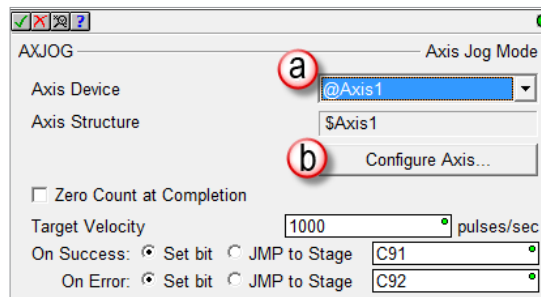 ?
AXJOG Axis Jog Mode
a
Axis Device @Axis1
Axis Structure $Axis1
b Configure Axis...
Zero Count at Completion
Target Velocity 1000 pulses/sec
On Success: Set bit JMP to Stage C91
On Error: Set bit JMP to Stage C92